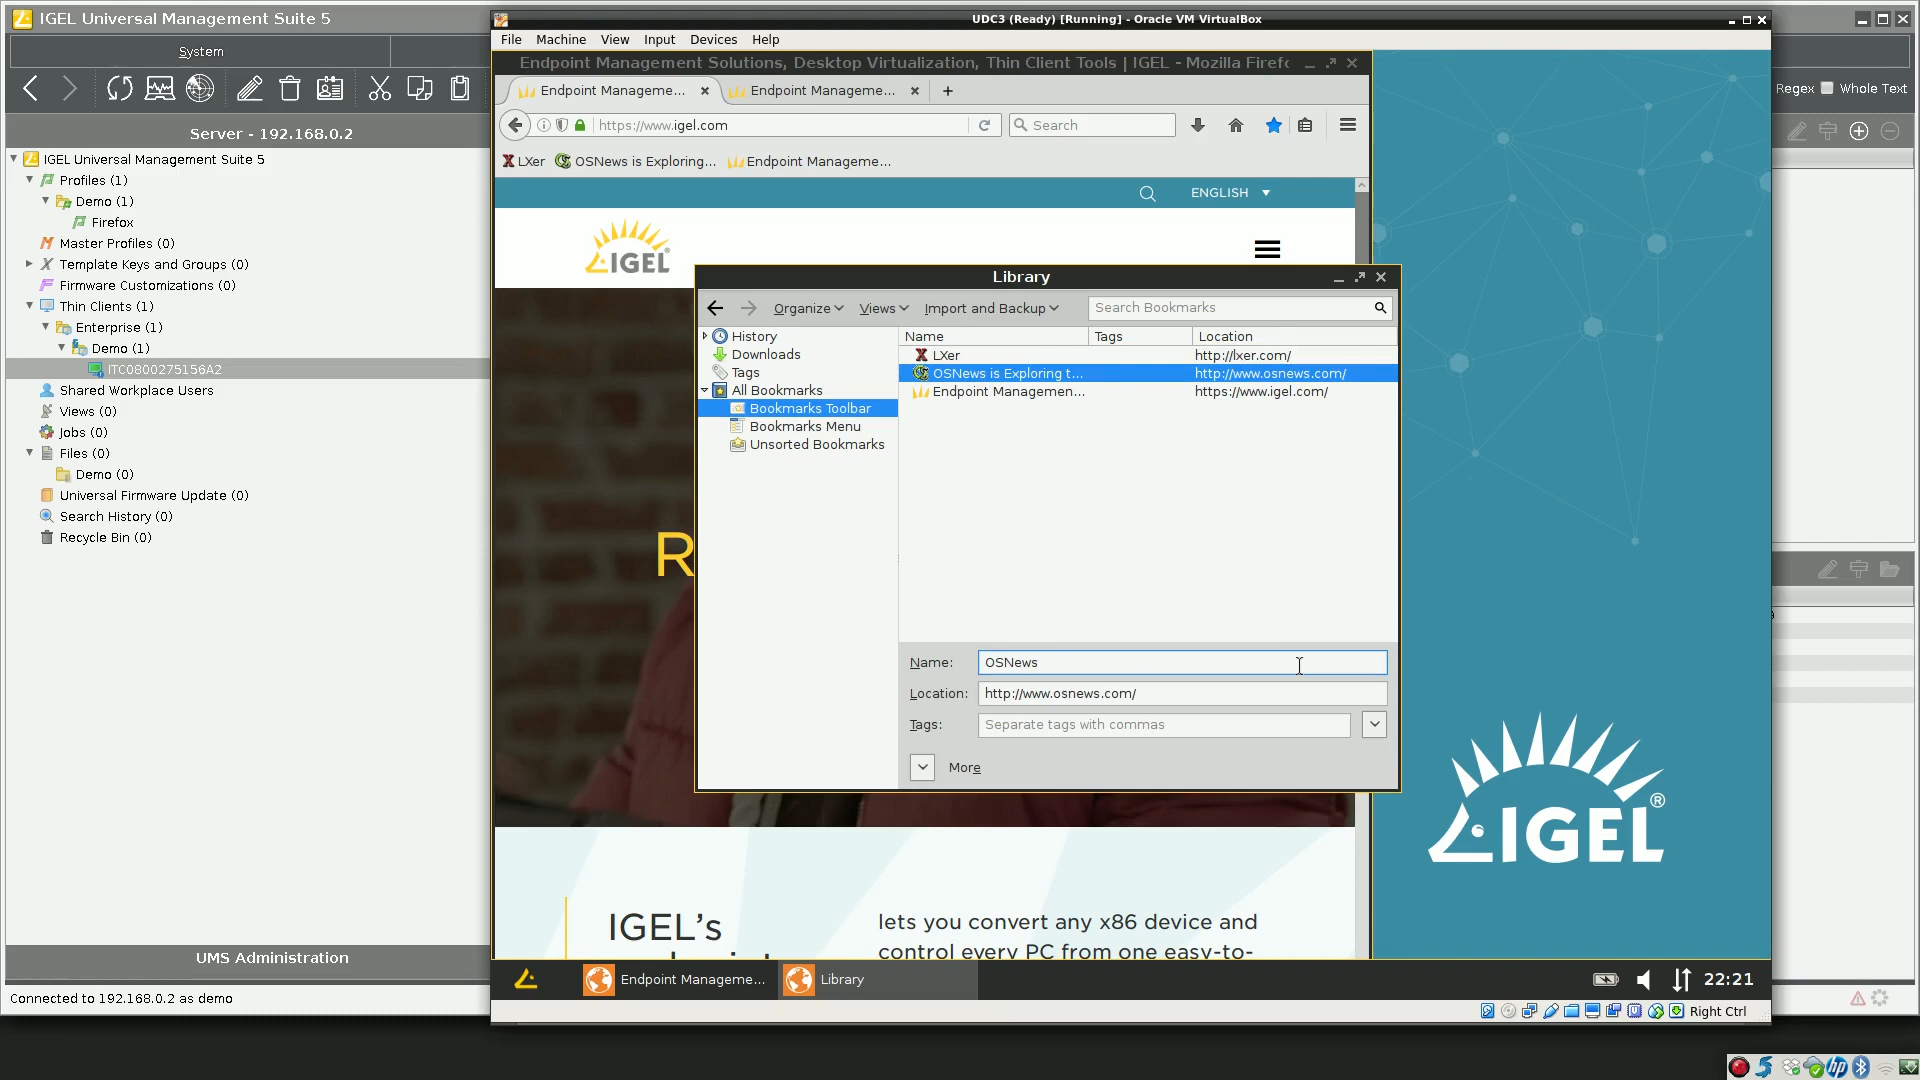 IGEL Universal Management Suite 5
System
Server - 192.168.0.2
IGEL Universal Management Suite 5
Profiles (1)
Demo (1)
Firefox
Master Profiles (0)
Template Keys and Groups (0)
Firmware Customizations (0)
Thin Clients (1)
Enterprise (1)
Demo (1)
ITC0800275156A2
Shared Workplace Users
Views (0)
Jobs (0)
Files (0)
Demo (0)
Universal Firmware Update (0)
Search History (0)
Recycle Bin (0)
UMS Administration
Connected to 192.168.0.2 as demo
UDC3 (Ready) [Running] - Oracle VM VirtualBox
File Machine View Input Devices Help
Endpoint Management Solutions, Desktop Virtualization, Thin Client Tools | IGEL - Mozilla Firefo
Endpoint Manageme...
Endpoint Manageme...
https://www.igel.com
Search
LXer
OSNews is Exploring...
Endpoint Manageme...
ENGLISH
IGEL
R
Library
Organize Views Import and Backup
Search Bookmarks
History
Downloads
Tags
All Bookmarks
Bookmarks Toolbar
Bookmarks Menu
Unsorted Bookmarks
Name Tags Location
LXer http://lxer.com/
OSNews is Exploring t... http://www.osnews.com/
Endpoint Managemen... https://www.igel.com/
Name: OSNews
Location: http://www.osnews.com/
Tags: Separate tags with commas
More
IGEL's
lets you convert any x86 device and
control every PC from one easy-to-
IGEL®
Endpoint Manageme...
Library
22:21
Right Ctrl
Regex
Whole Text
hp